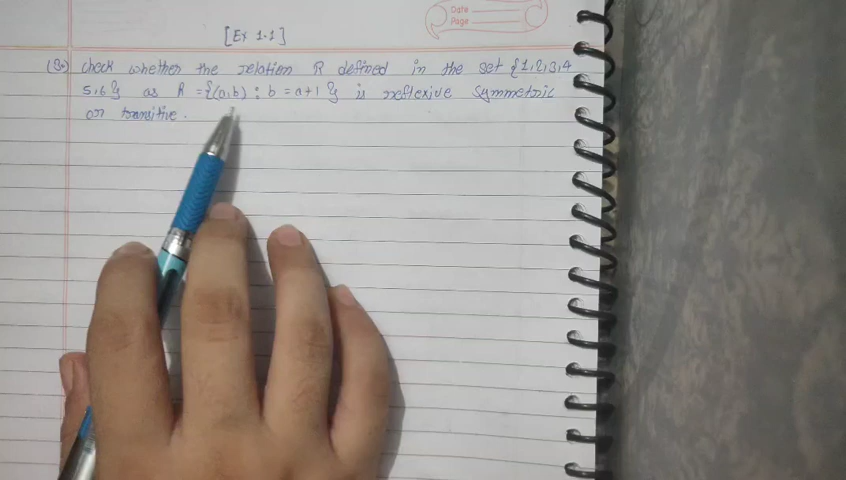 Date
Page
[Ex 1.1]
(Q.) check whether the relation R defined in the set {1,2,3,4
5,6} as R = {(a,b) : b = a+1} is reflexive symmetric
or transitive.